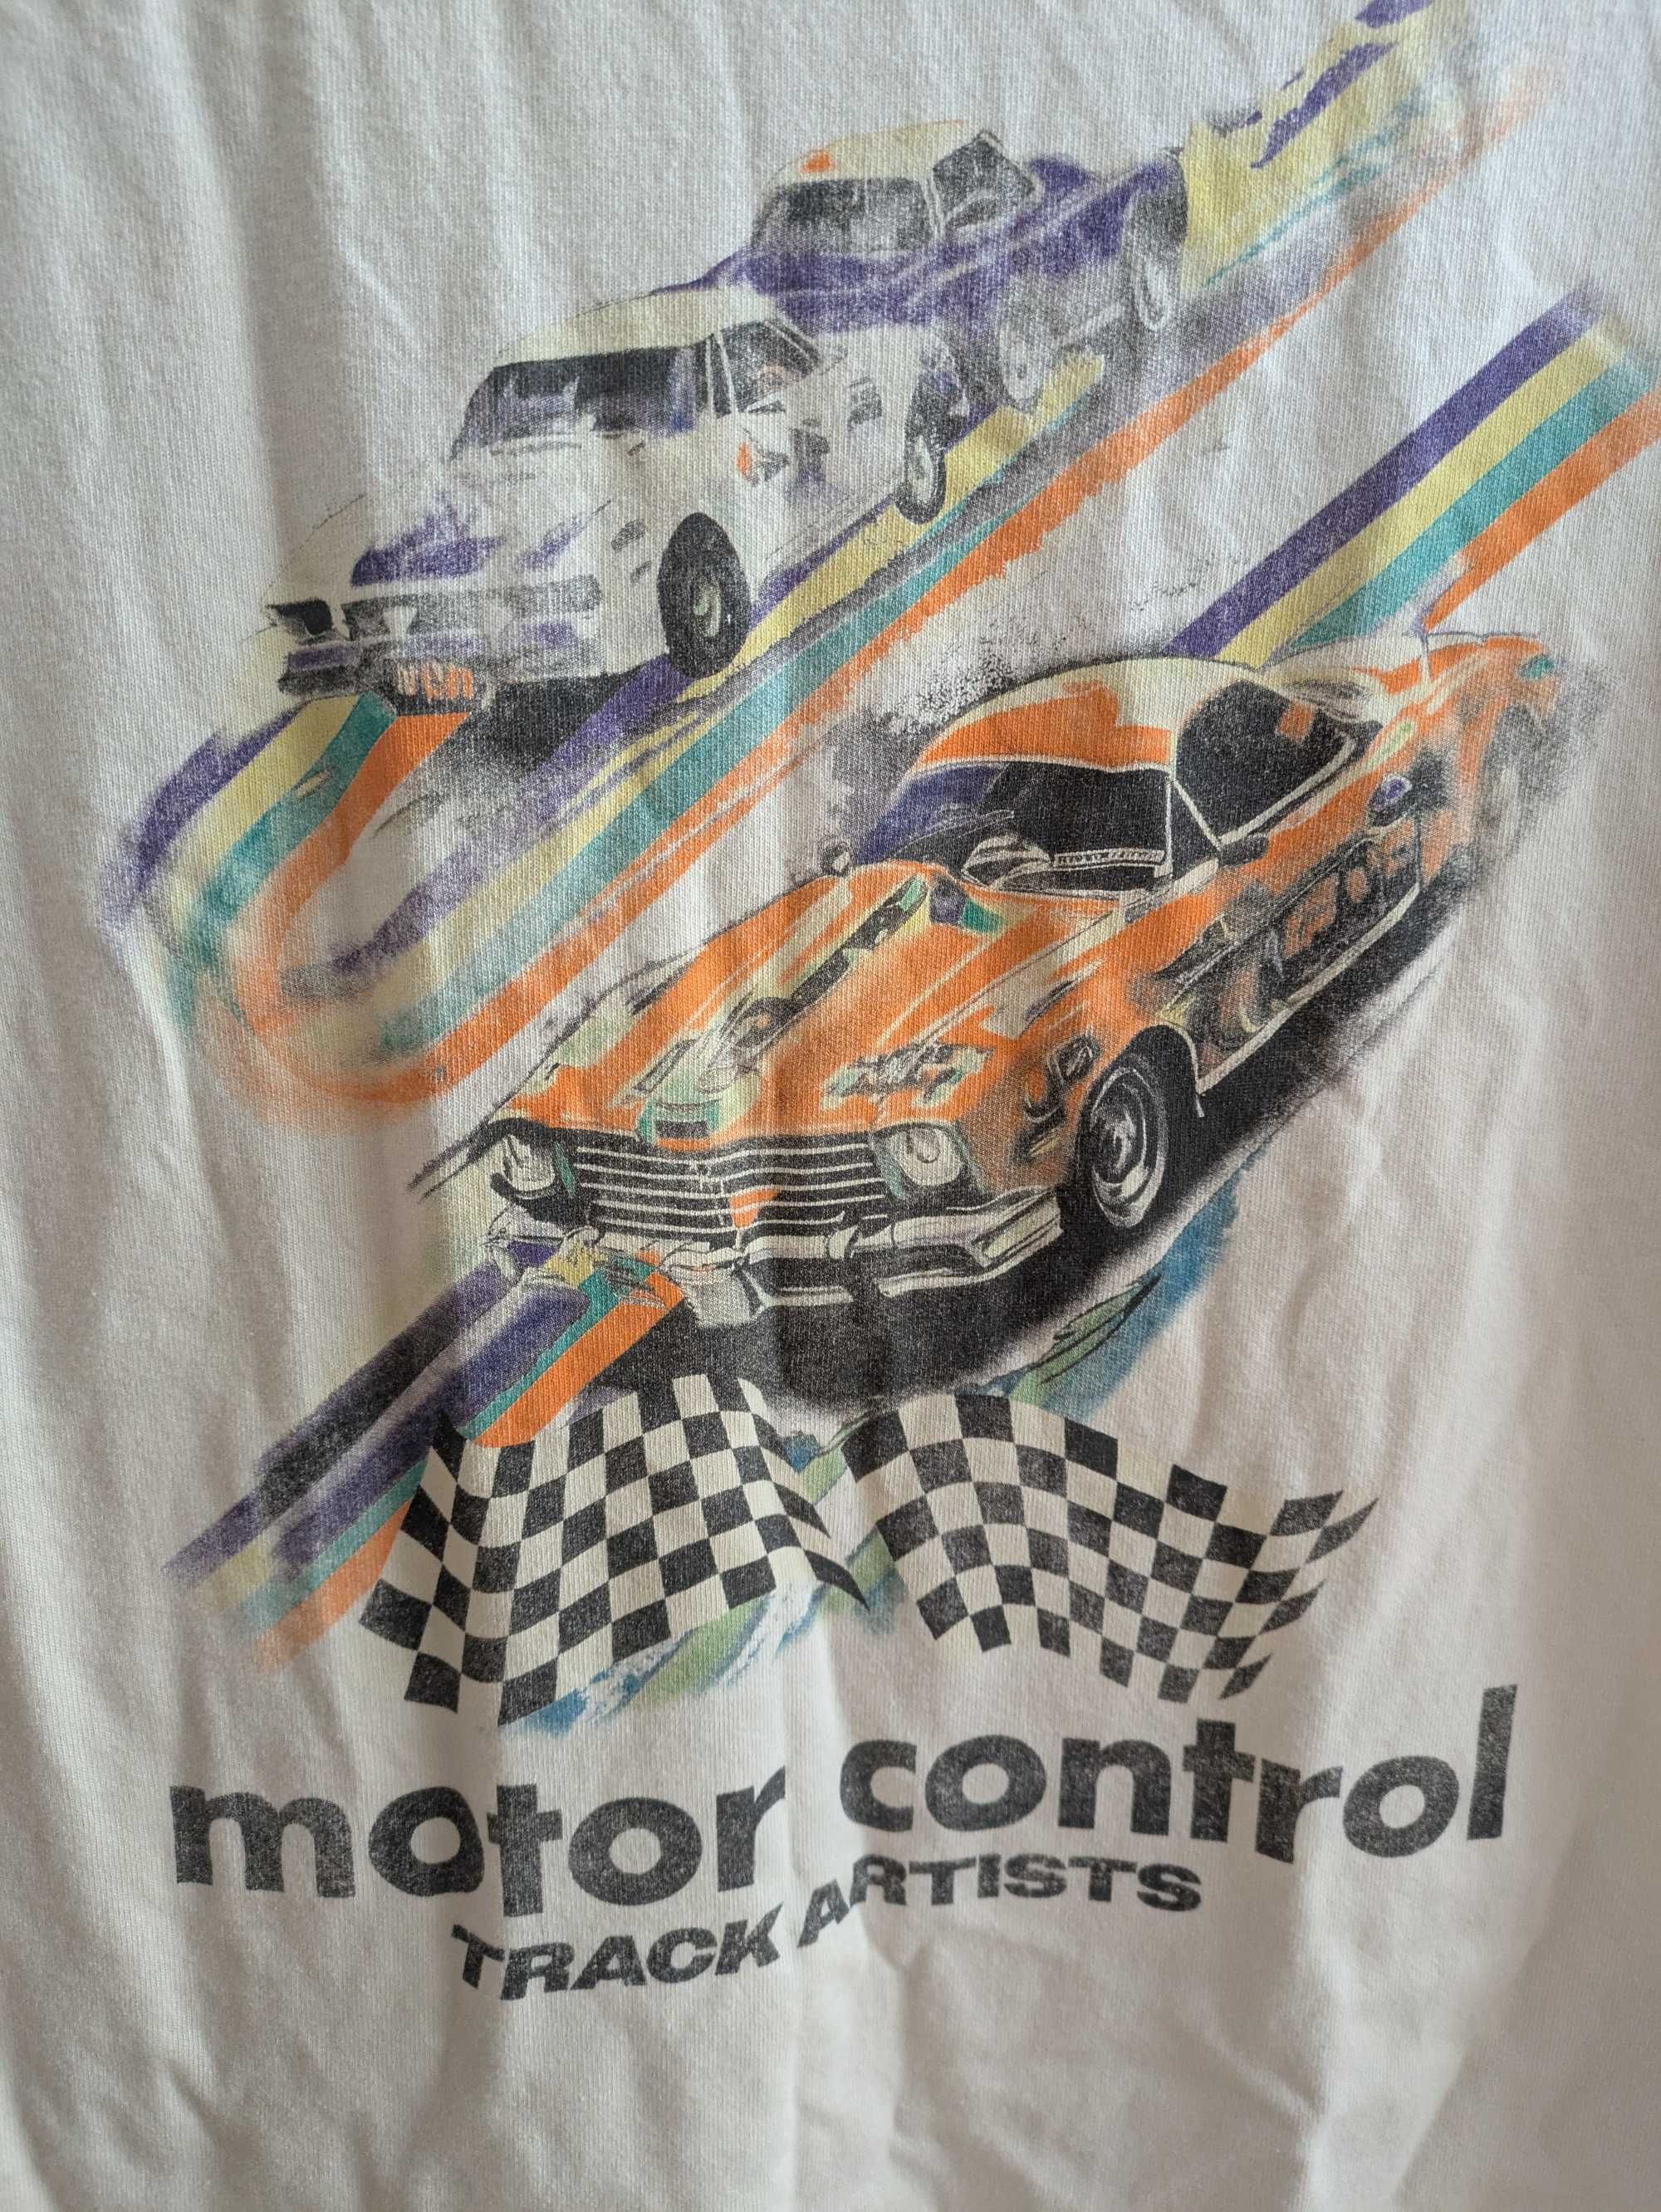 motor control
TRACK ARTISTS